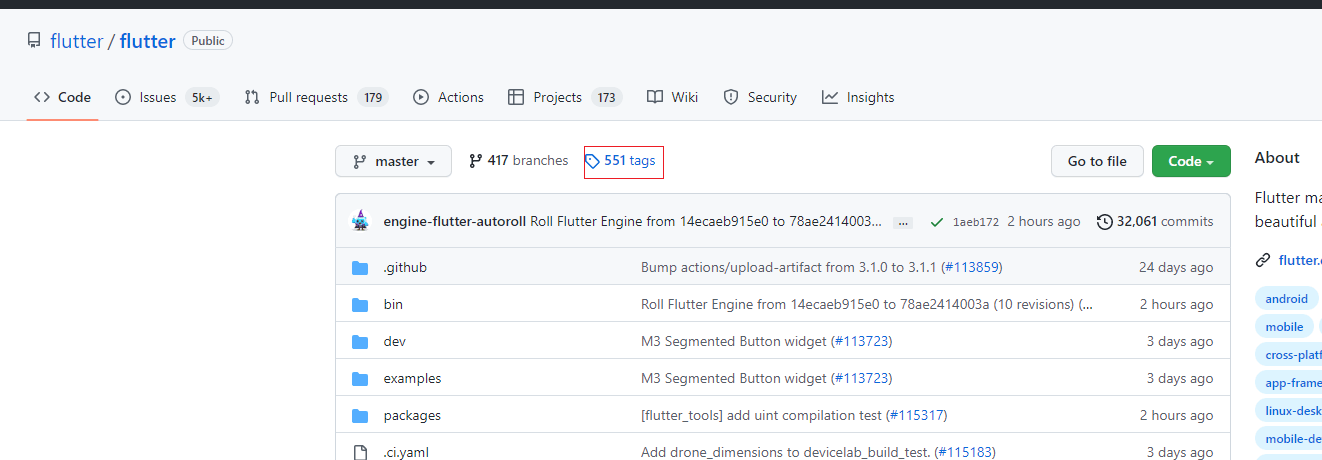 flutter / flutter Public
Code Issues 5k+ Pull requests 179 Actions Projects 173 Wiki Security Insights
master 417 branches 551 tags Go to file Code
About
Flutter ma
beautiful
engine-flutter-autoroll Roll Flutter Engine from 14ecaeb915e0 to 78ae2414003... ... 1aeb172 2 hours ago 32,061 commits
.github Bump actions/upload-artifact from 3.1.0 to 3.1.1 (#113859) 24 days ago
bin Roll Flutter Engine from 14ecaeb915e0 to 78ae2414003a (10 revisions) (... 2 hours ago
dev M3 Segmented Button widget (#113723) 3 days ago
examples M3 Segmented Button widget (#113723) 3 days ago
packages [flutter_tools] add uint compilation test (#115317) 2 hours ago
.ci.yaml Add drone_dimensions to devicelab_build_test. (#115183) 3 days ago
flutter.
android
mobile
cross-platf
app-frame
linux-desk
mobile-de